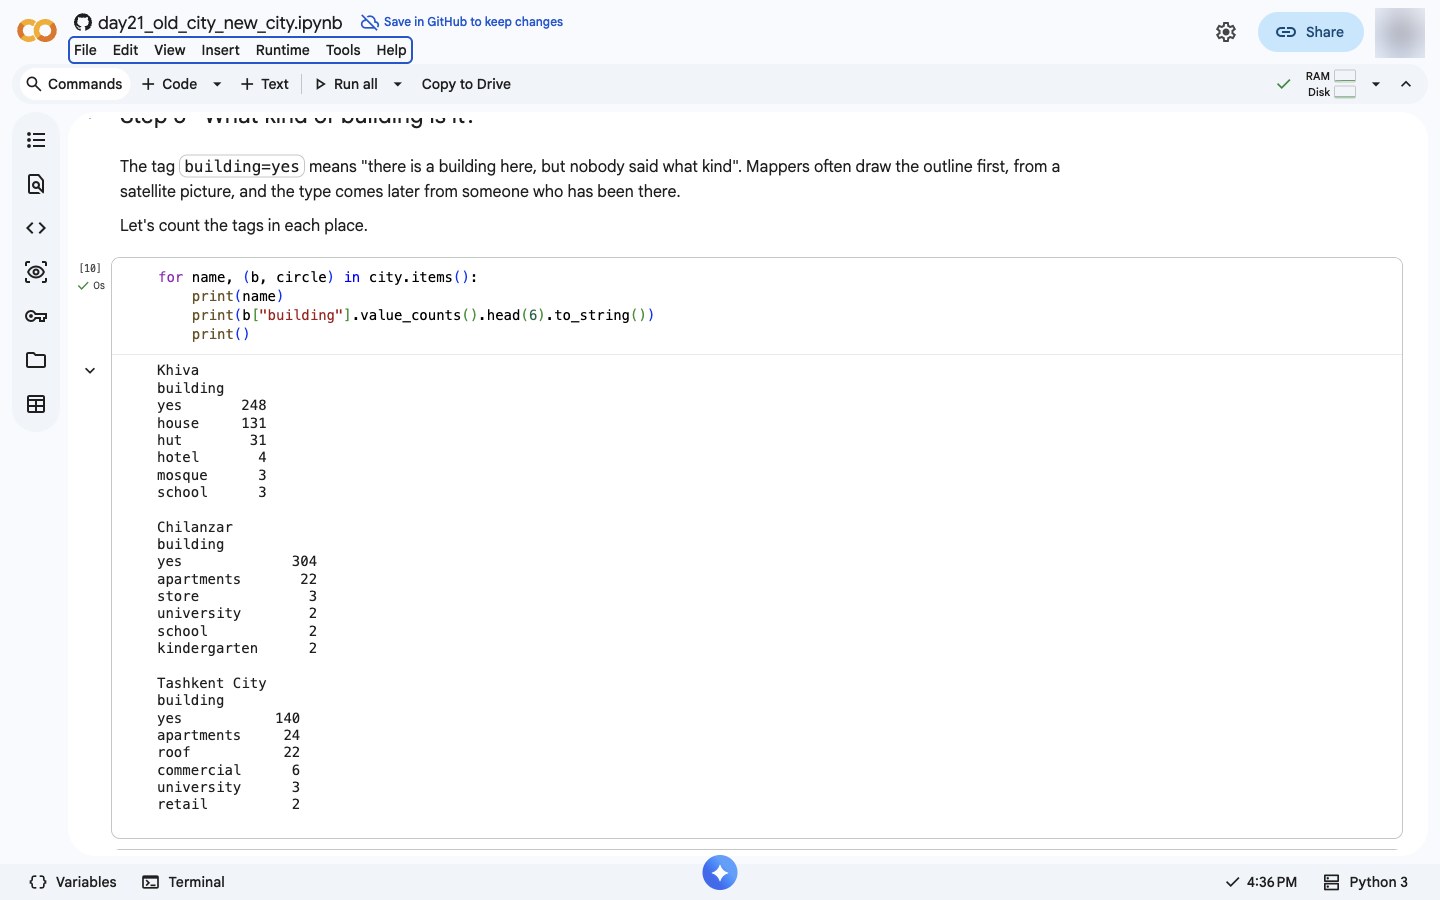 day21_old_city_new_city.ipynb
Save in GitHub to keep changes
Share
File Edit View Insert Runtime Tools Help
Commands + Code + Text Run all Copy to Drive
RAM
Disk
What kind of building is it?
The tag building=yes means "there is a building here, but nobody said what kind". Mappers often draw the outline first, from a
satellite picture, and the type comes later from someone who has been there.
Let's count the tags in each place.
[10]
0s
for name, (b, circle) in city.items():
    print(name)
    print(b["building"].value_counts().head(6).to_string())
    print()
Khiva
building
yes       248
house     131
hut        31
hotel       4
mosque      3
school      3
Chilanzar
building
yes             304
apartments       22
store             3
university        2
school            2
kindergarten      2
Tashkent City
building
yes           140
apartments     24
roof           22
commercial      6
university      3
retail          2
Variables Terminal
4:36 PM Python 3